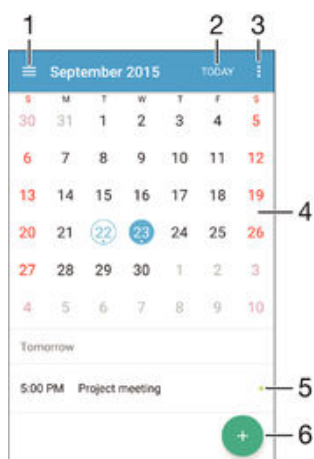 1 2 3
September 2015 TODAY
S M T W T F S
30 31 1 2 3 4 5
6 7 8 9 10 11 12
13 14 15 16 17 18 19
4
20 21 22 23 24 25 26
27 28 29 30 1 2 3
4 5 6 7 8 9 10
Tomorrow
5:00 PM Project meeting 5
+ 6